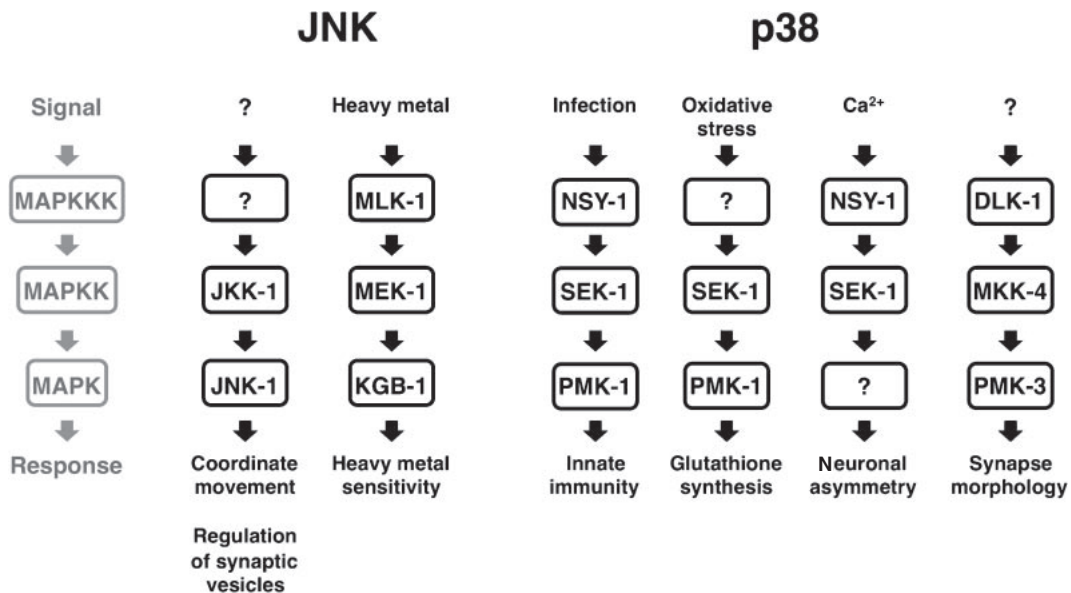 JNK
p38
Signal
?
Heavy metal
Infection
Oxidative
stress
Ca²⁺
?
MAPKKK
?
MLK-1
NSY-1
?
NSY-1
DLK-1
MAPKK
JKK-1
MEK-1
SEK-1
SEK-1
SEK-1
MKK-4
MAPK
JNK-1
KGB-1
PMK-1
PMK-1
?
PMK-3
Response
Coordinate
movement
Heavy metal
sensitivity
Innate
immunity
Glutathione
synthesis
Neuronal
asymmetry
Synapse
morphology
Regulation
of synaptic
vesicles